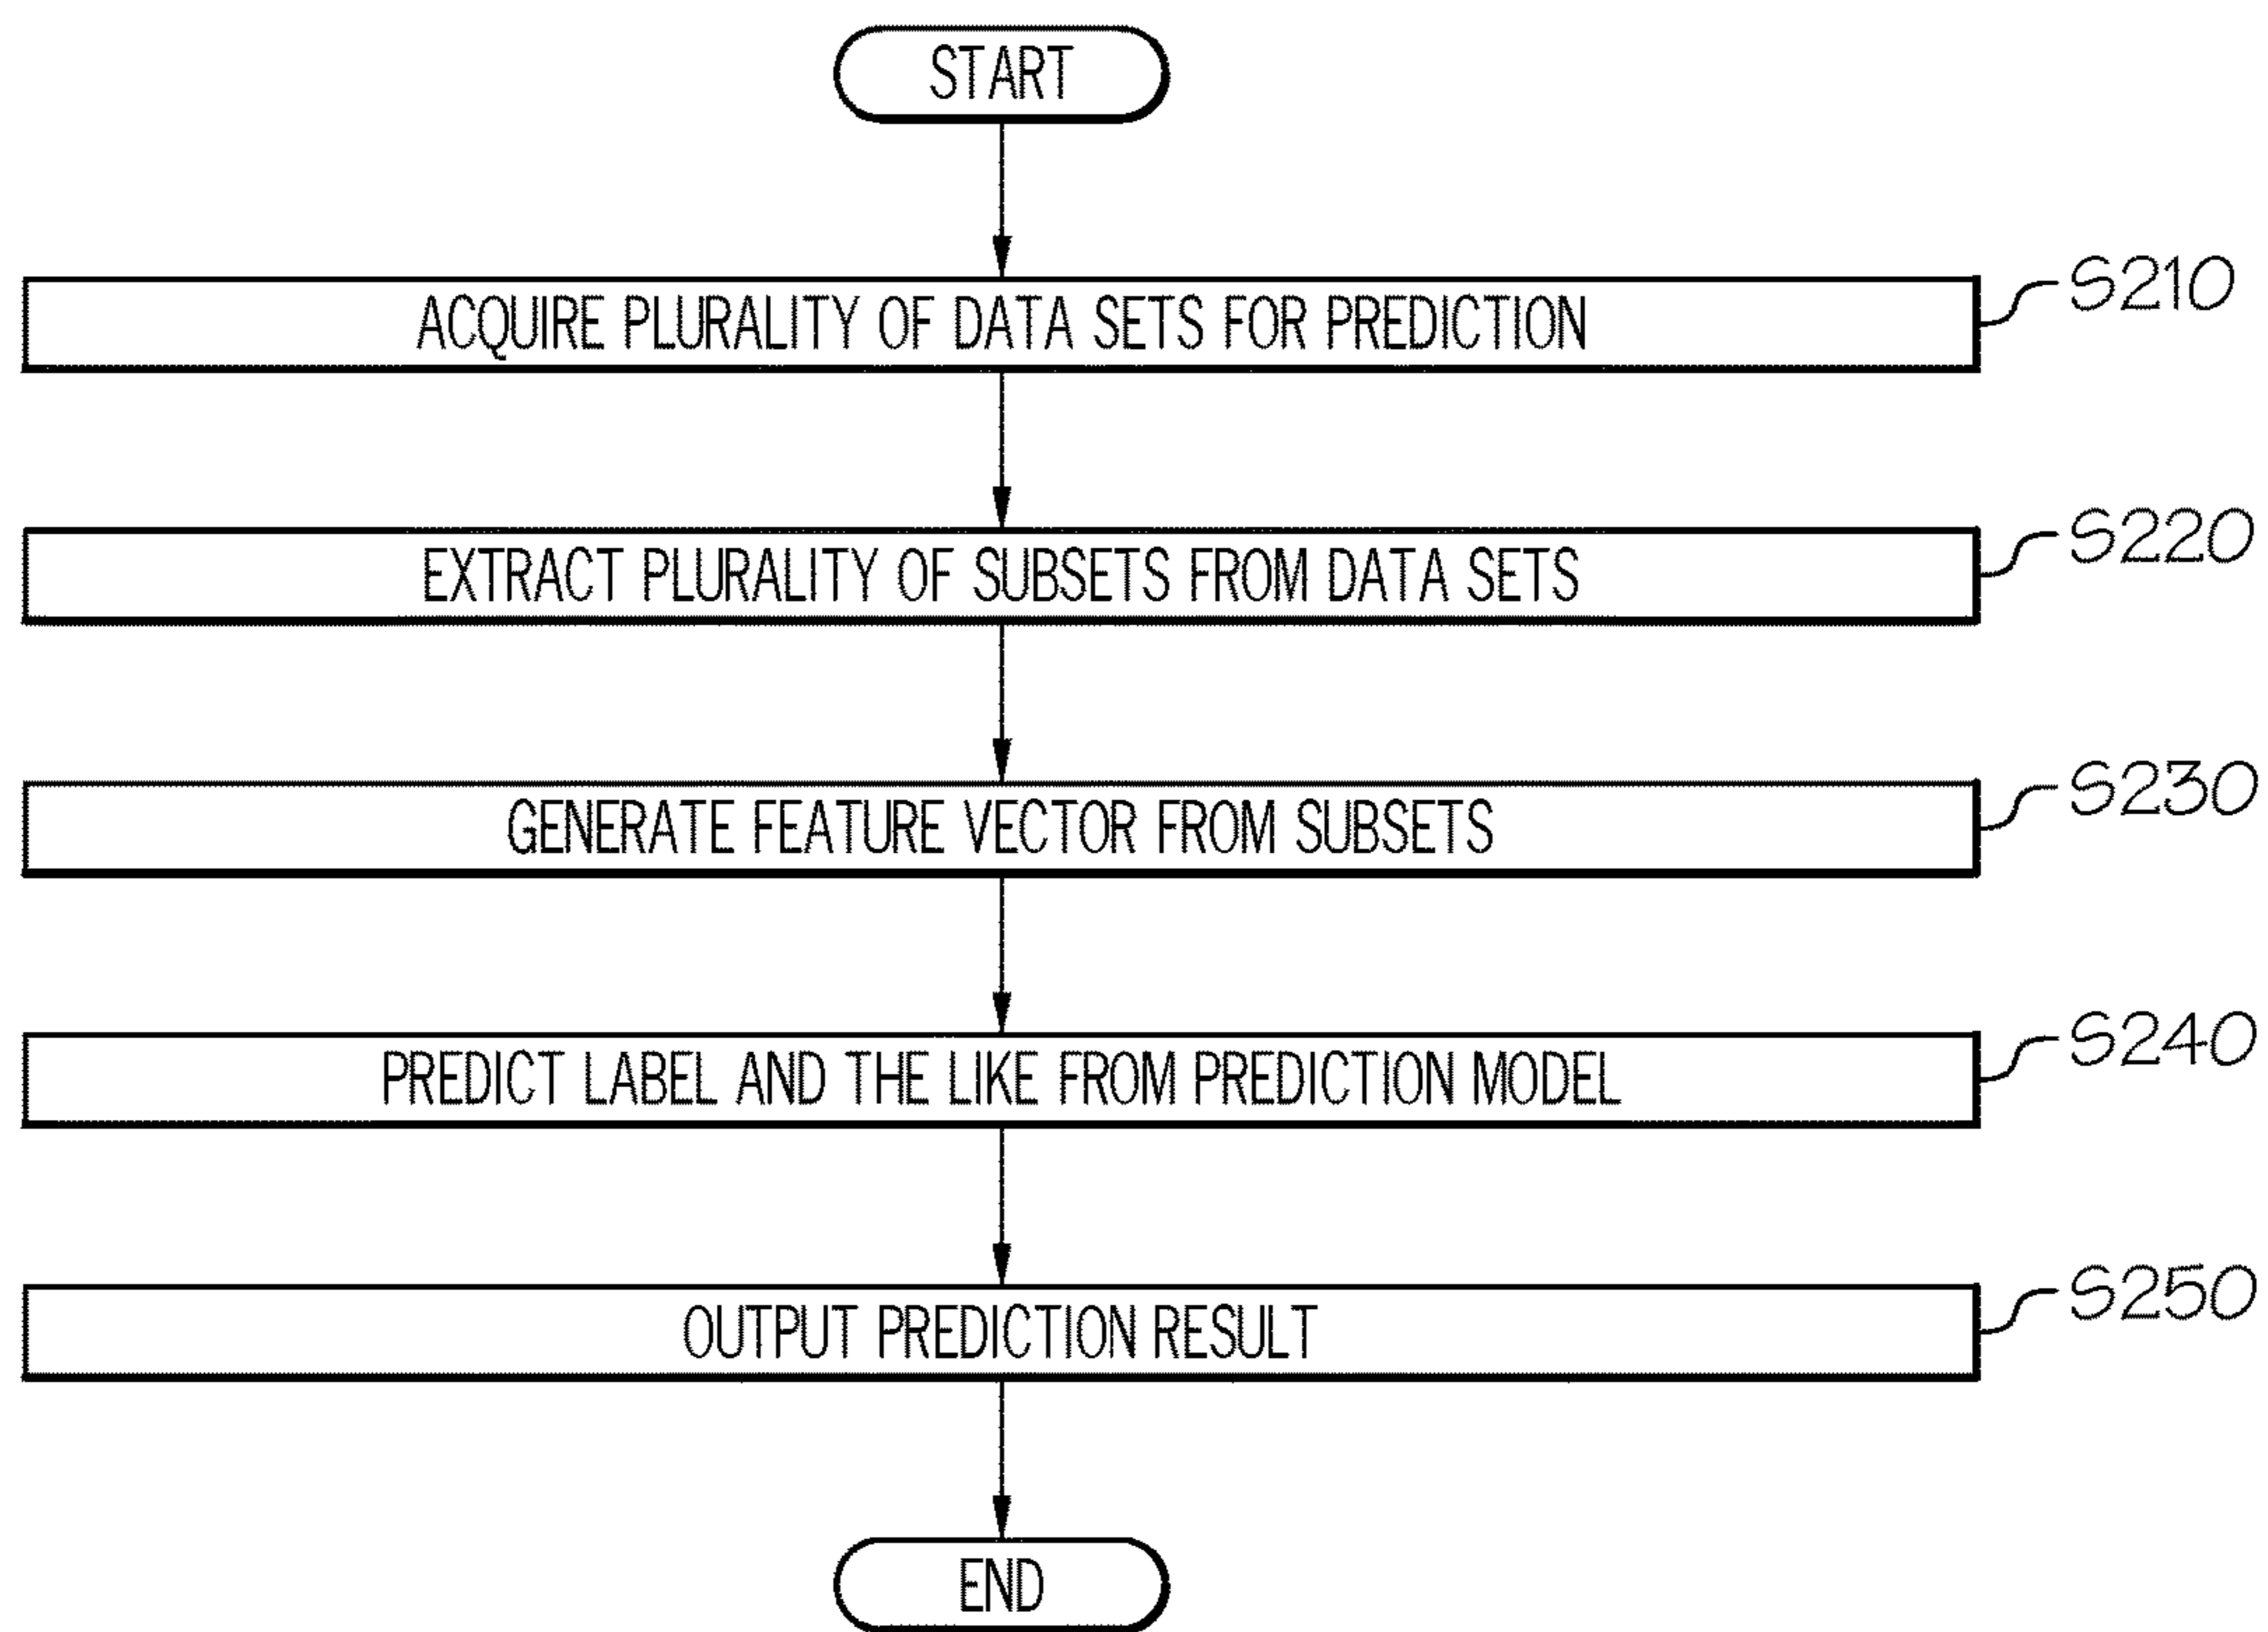 START
ACQUIRE PLURALITY OF DATA SETS FOR PREDICTION
S210
EXTRACT PLURALITY OF SUBSETS FROM DATA SETS
S220
GENERATE FEATURE VECTOR FROM SUBSETS
S230
PREDICT LABEL AND THE LIKE FROM PREDICTION MODEL
S240
OUTPUT PREDICTION RESULT
S250
END